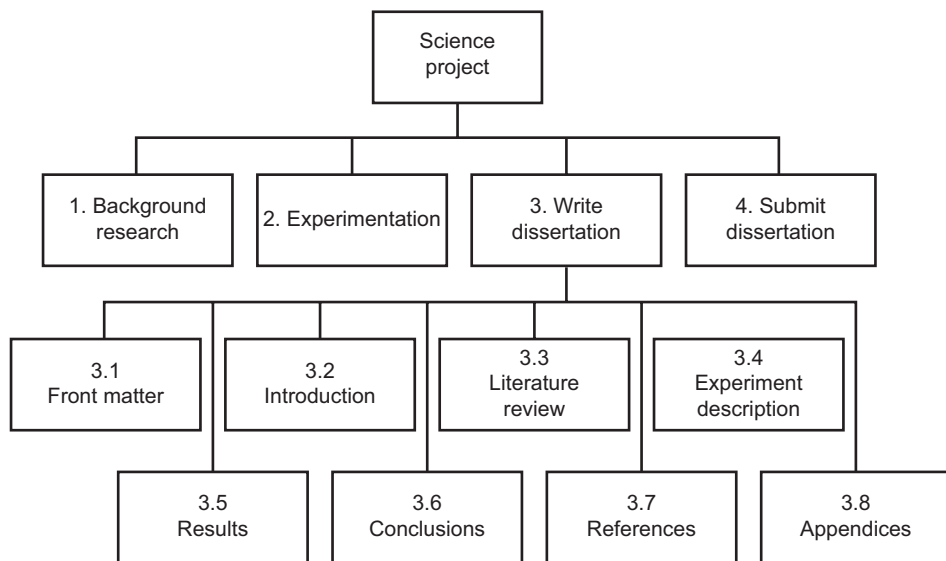 Science
project
1. Background
research
2. Experimentation
3. Write
dissertation
4. Submit
dissertation
3.1
Front matter
3.2
Introduction
3.3
Literature
review
3.4
Experiment
description
3.5
Results
3.6
Conclusions
3.7
References
3.8
Appendices